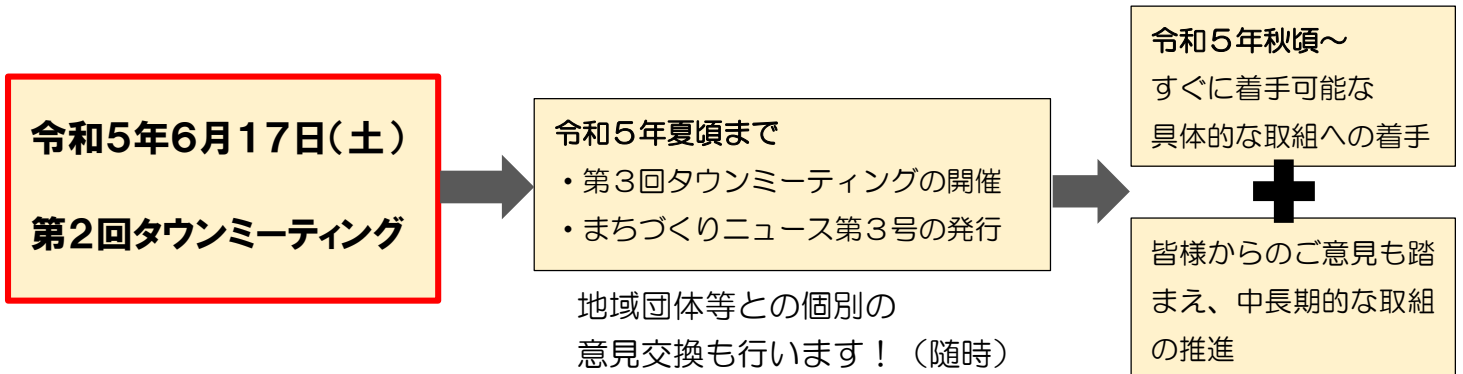 令和5年6月17日(土)
第2回タウンミーティング
令和５年夏頃まで
・第３回タウンミーティングの開催
・まちづくりニュース第３号の発行
地域団体等との個別の
意見交換も行います！（随時）
令和５年秋頃～
すぐに着手可能な
具体的な取組への着手
皆様からのご意見も踏
まえ、中長期的な取組
の推進